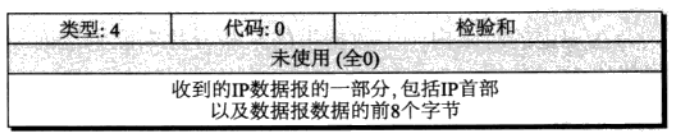 类型: 4
代码: 0
检验和
未使用 (全0)
收到的IP数据报的一部分,包括IP首部
以及数据报数据的前8个字节